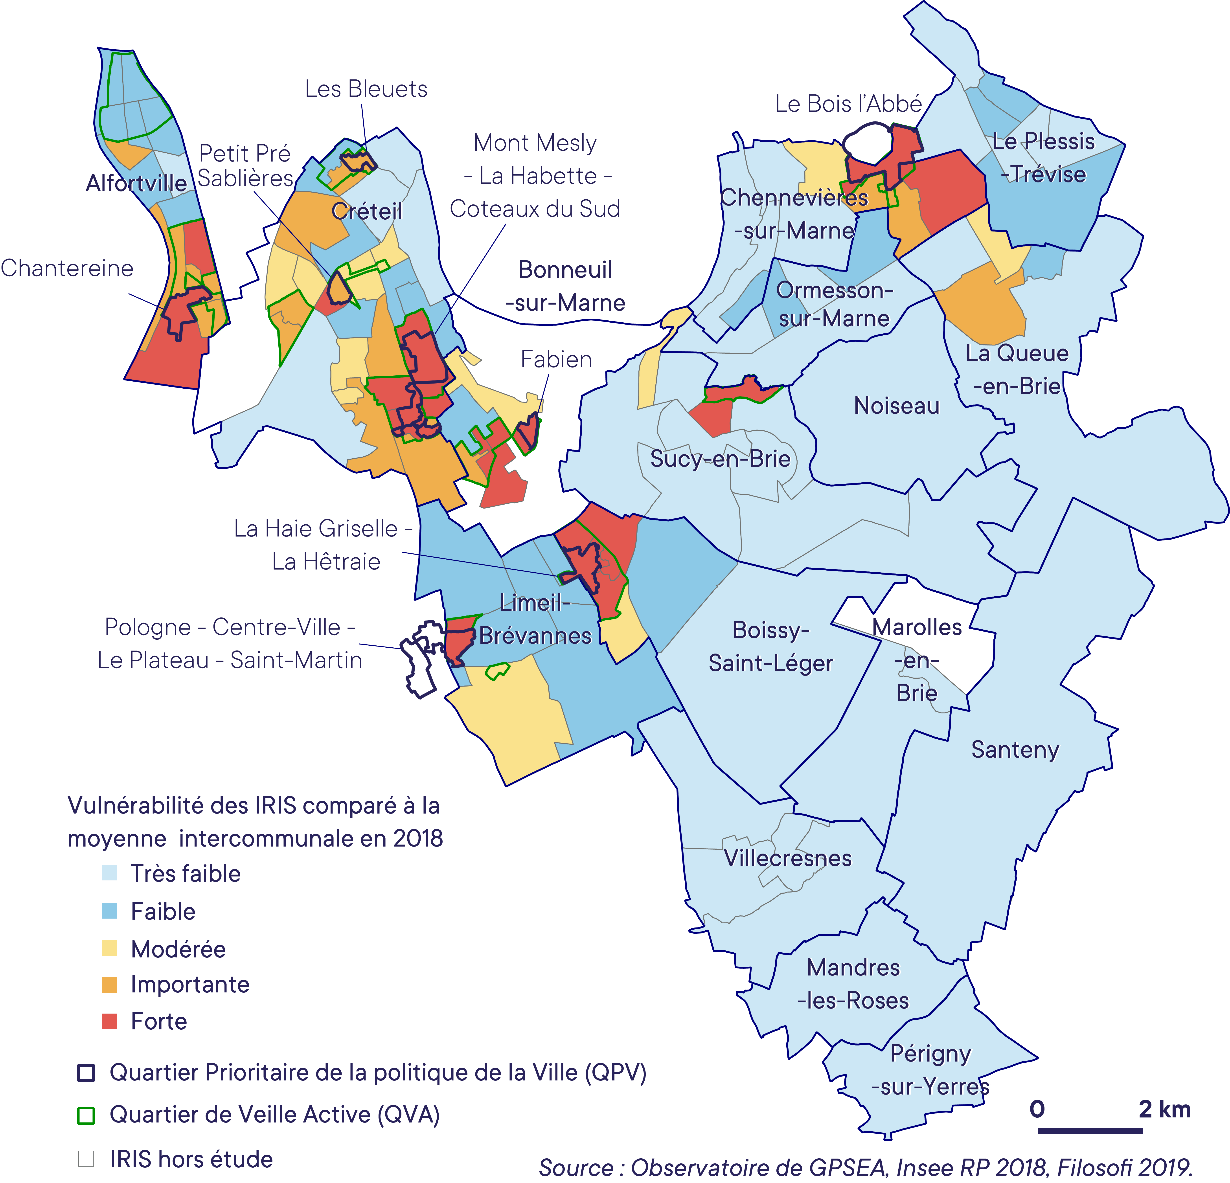 Les Bleuets
Le Bois l'Abbé
Mont Mesly
- La Habette -
Coteaux du Sud
Le Plessis
-Trévise
Petit Pré
Sablières
Alfortville
Créteil
Chennevières
-sur-Marne
Chantereine
Bonneuil
-sur-Marne
Ormesson-
sur-Marne
Fabien
La Queue
-en-Brie
Noiseau
Sucy-en-Brie
La Haie Griselle -
La Hêtraie
Limeil-
Brévannes
Pologne - Centre-Ville -
Le Plateau - Saint-Martin
Boissy-
Saint-Léger
Marolles
-en-
Brie
Santeny
Vulnérabilité des IRIS comparé à la
moyenne intercommunale en 2018
Très faible
Faible
Modérée
Importante
Forte
Villecresnes
Mandres
-les-Roses
Périgny
-sur-Yerres
Quartier Prioritaire de la politique de la Ville (QPV)
Quartier de Veille Active (QVA)
IRIS hors étude
0 2 km
Source : Observatoire de GPSEA, Insee RP 2018, Filosofi 2019.